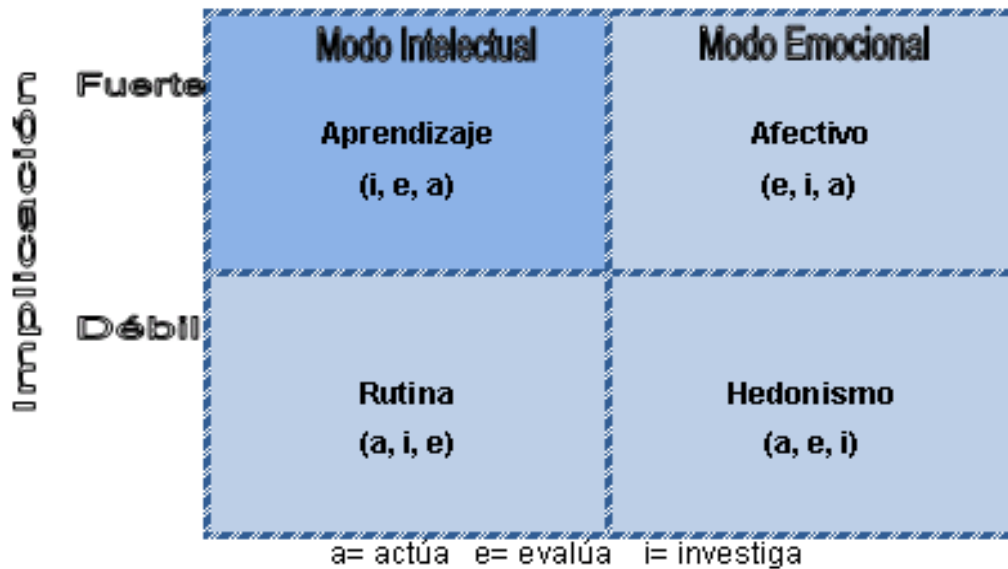 Modo Intelectual
Modo Emocional
Implicación
Fuerte
Aprendizaje
(i, e, a)
Afectivo
(e, i, a)
Débil
Rutina
(a, i, e)
Hedonismo
(a, e, i)
a= actúa e= evalúa i= investiga